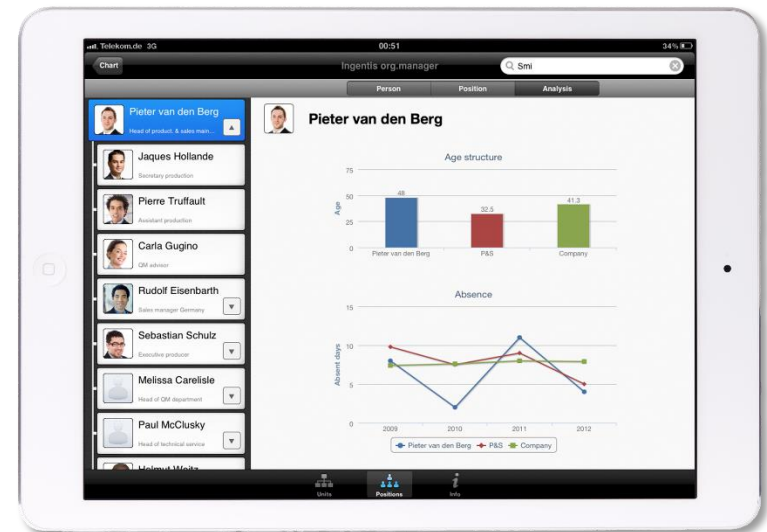 Telekom.de 3G 00:51 34%
Chart
Ingentis org.manager
Smi
Person Position Analysis
Pieter van den Berg
Head of product. & sales main...
Jaques Hollande
Secretary production
Pierre Truffault
Assistant production
Carla Gugino
QM advisor
Rudolf Eisenbarth
Sales manager Germany
Sebastian Schulz
Executive producer
Melissa Carelisle
Head of QM department
Paul McClusky
Head of technical service
Helmut Weitz
Pieter van den Berg
Age structure
75
50
25
0
Age
48
32.5
41.3
Pieter van den Berg P&S Company
Absence
15
10
5
0
Absent days
2009 2010 2011 2012
Pieter van den Berg P&S Company
Units Positions Info